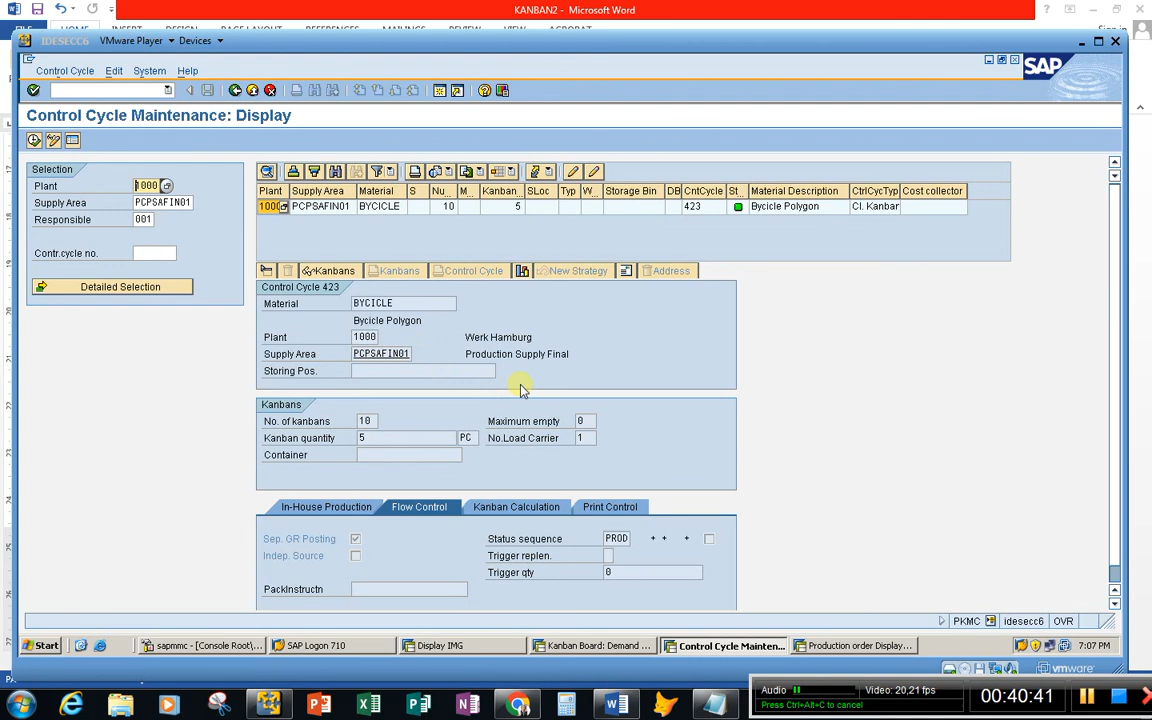 KANBAN2 - Microsoft Word
HOME
FORMULAS
IDESECC6
VMware Player
Devices
SAP
Control Cycle Edit System Help
Control Cycle Maintenance: Display
Selection
Plant 1000
Supply Area PCPSAFIN01
Responsible 001
Contr.cycle no.
Detailed Selection
Plant Supply Area Material S Nu... M... Kanban... SLoc Typ W... Storage Bin DB CntCycle St Material Description CtrlCycTyp Cost collector
1000 PCPSAFIN01 BYCICLE 10 5 423 Bycicle Polygon Cl. Kanbar
Kanbans Kanbans Control Cycle New Strategy Address
Control Cycle 423
Material BYCICLE
Bycicle Polygon
Plant 1000 Werk Hamburg
Supply Area PCPSAFIN01 Production Supply Final
Storing Pos.
Kanbans
No. of kanbans 10 Maximum empty 0
Kanban quantity 5 PC No.Load Carrier 1
Container
In-House Production Flow Control Kanban Calculation Print Control
Sep. GR Posting Status sequence PROD ++ +
Indep. Source Trigger replen.
Trigger qty 0
PackInstructn
PKMC idesecc6 OVR
Start sapmmc - [Console Root\... SAP Logon 710 Display IMG Kanban Board: Demand ... Control Cycle Mainten... Production order Display... 7:07 PM
vmware
Audio Video: 20,21 fps
Press Ctrl+Alt+C to cancel
00:40:41